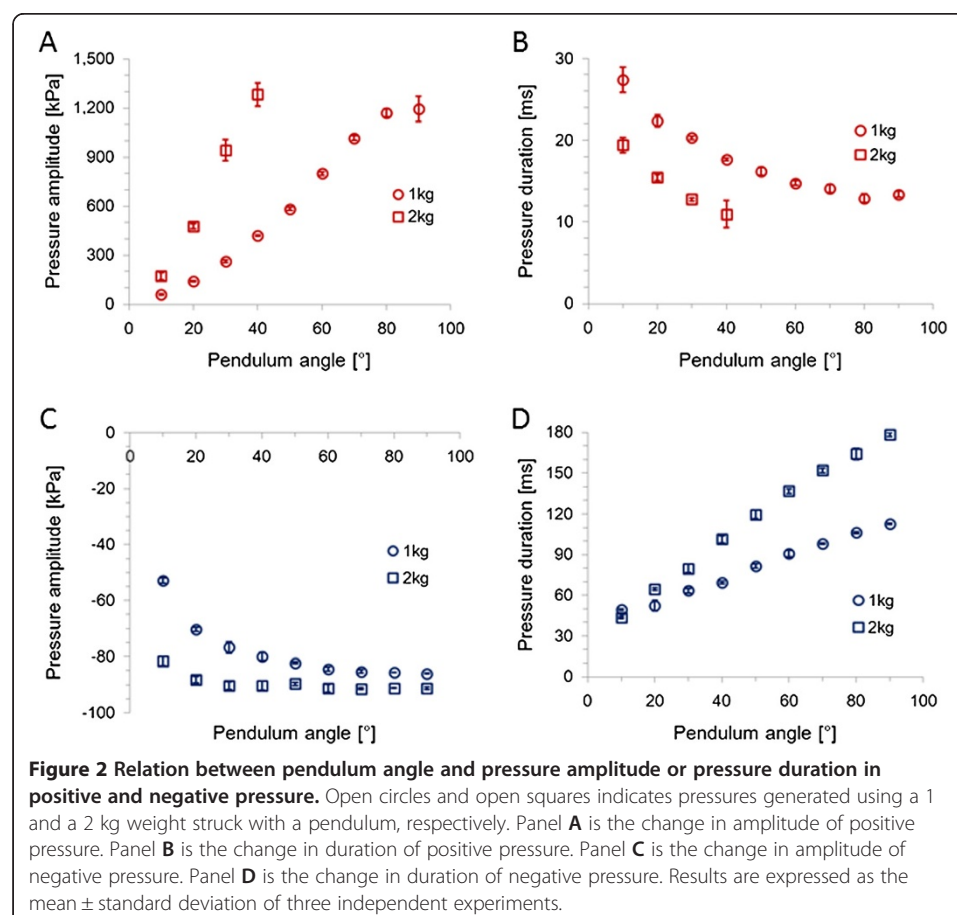 A
1,500
1,200
900
600
300
0
0 20 40 60 80 100
Pressure amplitude [kPa]
Pendulum angle [°]
1kg
2kg
B
30
20
10
0
0 20 40 60 80 100
Pressure duration [ms]
Pendulum angle [°]
1kg
2kg
C
0
-20
-40
-60
-80
-100
0 20 40 60 80 100
Pressure amplitude [kPa]
Pendulum angle [°]
1kg
2kg
D
180
150
120
90
60
30
0
0 20 40 60 80 100
Pressure duration [ms]
Pendulum angle [°]
1kg
2kg
Figure 2 Relation between pendulum angle and pressure amplitude or pressure duration in
positive and negative pressure. Open circles and open squares indicates pressures generated using a 1
and a 2 kg weight struck with a pendulum, respectively. Panel A is the change in amplitude of positive
pressure. Panel B is the change in duration of positive pressure. Panel C is the change in amplitude of
negative pressure. Panel D is the change in duration of negative pressure. Results are expressed as the
mean ± standard deviation of three independent experiments.